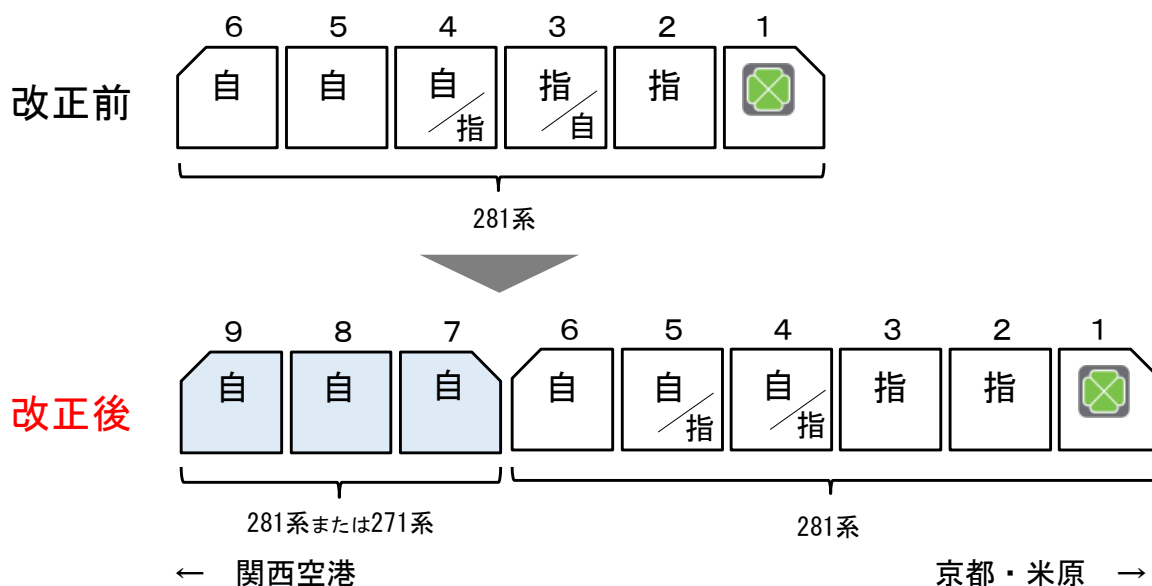 6 5 4 3 2 1
改正前
自 自 自/指 指/自 指
281系
9 8 7 6 5 4 3 2 1
改正後
自 自 自 自 自/指 自/指 指 指
281系または271系 281系
← 関西空港 京都・米原 →